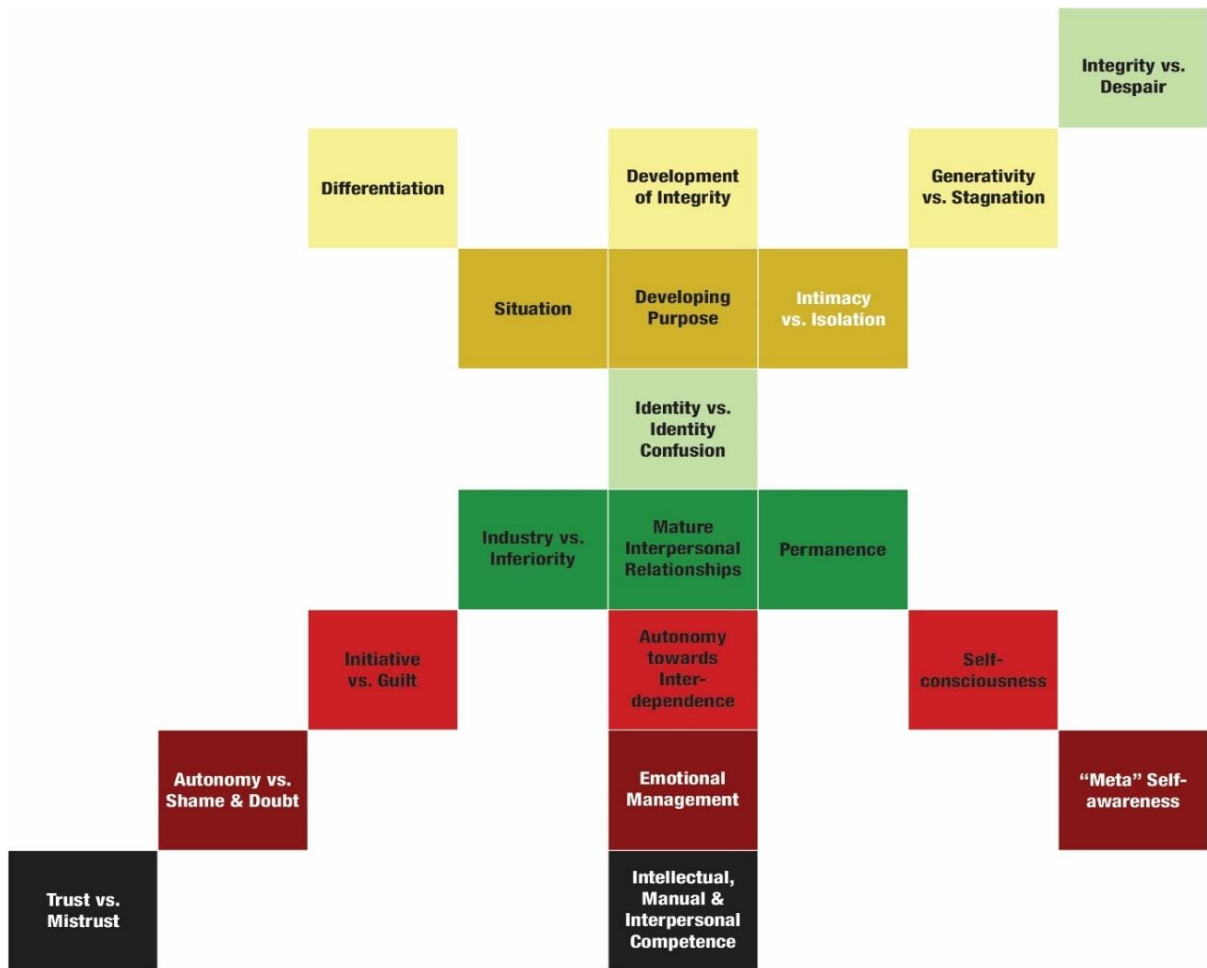 Integrity vs.
Despair
Differentiation
Development
of Integrity
Generativity
vs. Stagnation
Situation
Developing
Purpose
Intimacy
vs. Isolation
Identity vs.
Identity
Confusion
Industry vs.
Inferiority
Mature
Interpersonal
Relationships
Permanence
Initiative
vs. Guilt
Autonomy
towards
Inter-
dependence
Self-
consciousness
Autonomy vs.
Shame & Doubt
Emotional
Management
“Meta” Self-
awareness
Trust vs.
Mistrust
Intellectual,
Manual &
Interpersonal
Competence